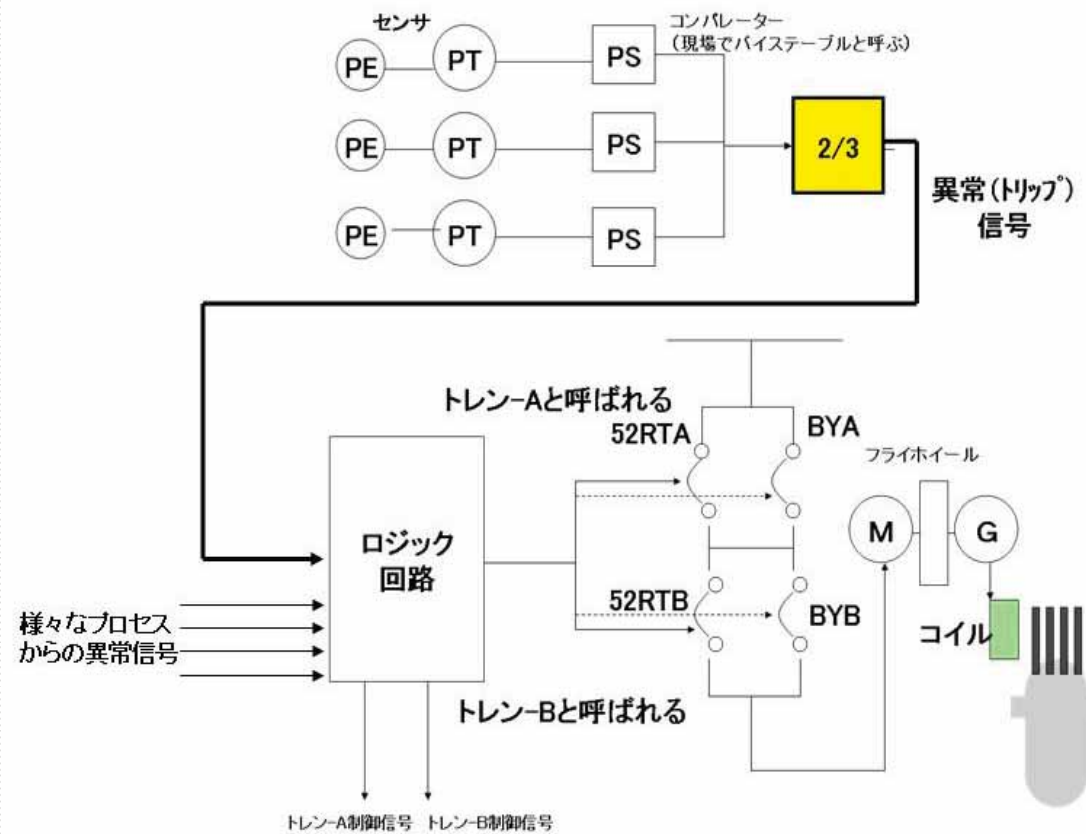 センサ
コンパレーター
(現場でバイステーブルと呼ぶ)
PE
PT
PS
PE
PT
PS
2/3
PE
PT
PS
異常(トリップ)
信号
トレン-Aと呼ばれる
52RTA
BYA
フライホイール
ロジック
回路
M
G
52RTB
BYB
コイル
様々なプロセス
からの異常信号
トレン-Bと呼ばれる
トレン-A制御信号
トレン-B制御信号